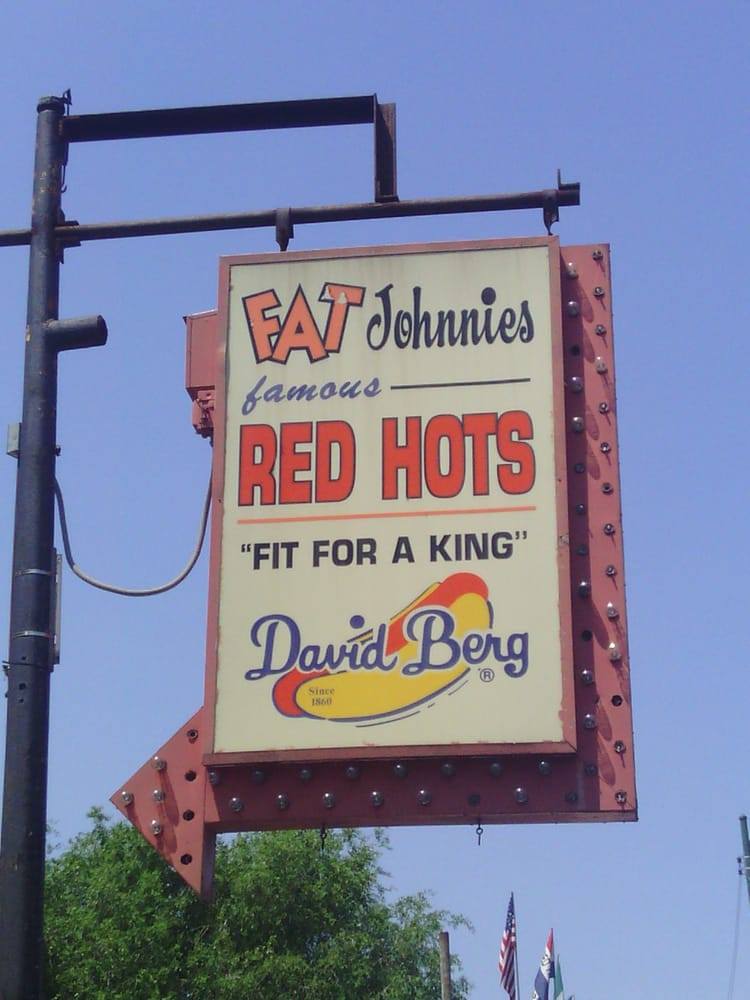 FAT Johnnies
famous
RED HOTS
“FIT FOR A KING”
David Berg ®
Since
1860